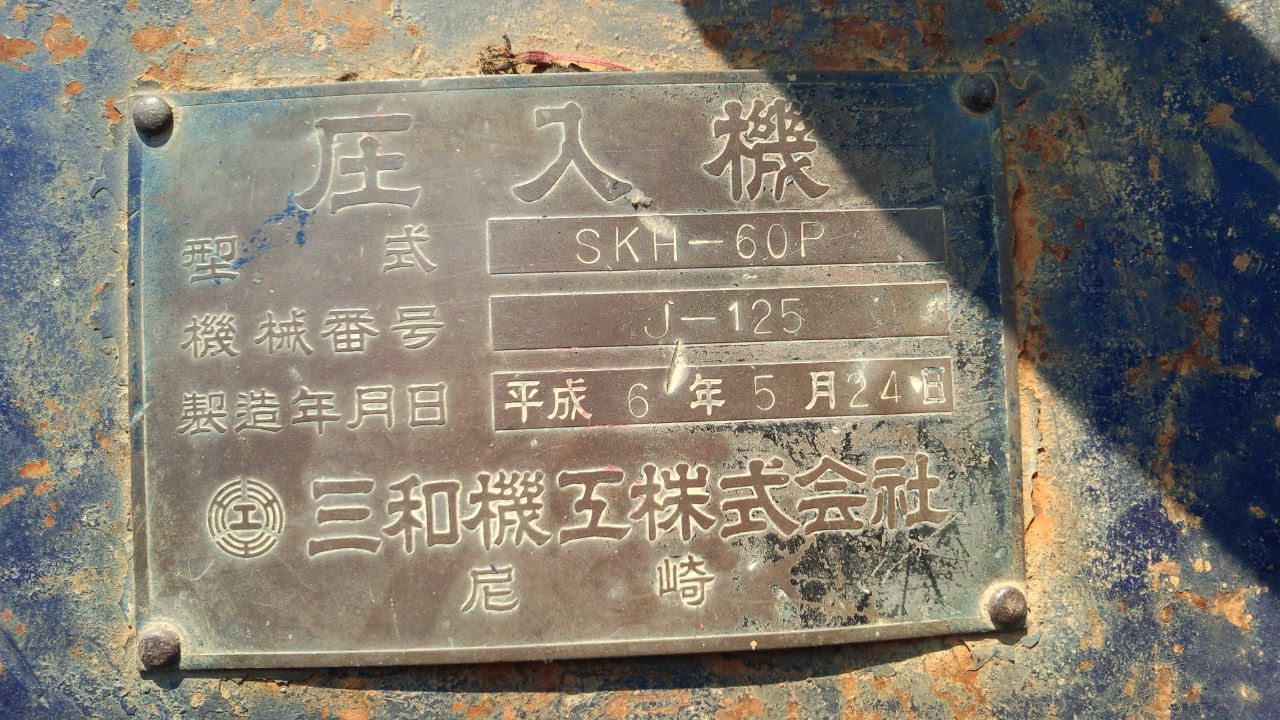 圧入機
型式 SKH-60P
機械番号 J-125
製造年月日 平成6年5月24日
工 三和機工株式会社
尼崎